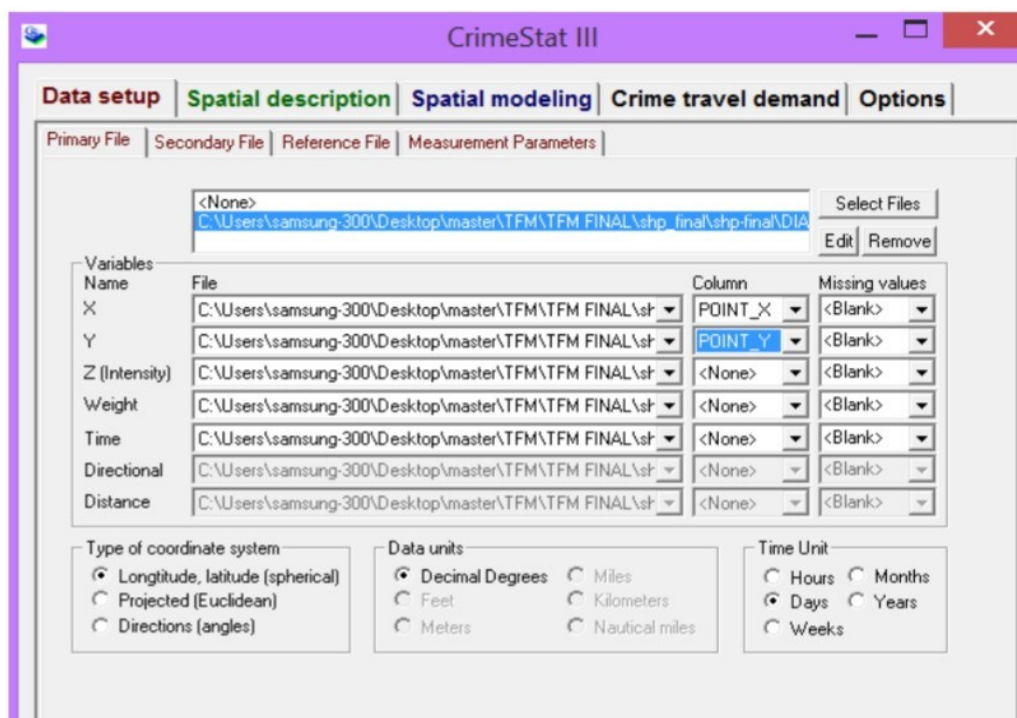 CrimeStat III
Data setup Spatial description Spatial modeling Crime travel demand Options
Primary File Secondary File Reference File Measurement Parameters
<None>
C:\Users\samsung-300\Desktop\master\TFM\TFM FINAL\shp_final\shp-final\DIA
Select Files
Edit Remove
Variables
Name File Column Missing values
X C:\Users\samsung-300\Desktop\master\TFM\TFM FINAL\sh POINT_X <Blank>
Y C:\Users\samsung-300\Desktop\master\TFM\TFM FINAL\sh POINT_Y <Blank>
Z (Intensity) C:\Users\samsung-300\Desktop\master\TFM\TFM FINAL\sh <None> <Blank>
Weight C:\Users\samsung-300\Desktop\master\TFM\TFM FINAL\sh <None> <Blank>
Time C:\Users\samsung-300\Desktop\master\TFM\TFM FINAL\sh <None> <Blank>
Directional C:\Users\samsung-300\Desktop\master\TFM\TFM FINAL\sh <None> <Blank>
Distance C:\Users\samsung-300\Desktop\master\TFM\TFM FINAL\sh <None> <Blank>
Type of coordinate system
Longtitude, latitude (spherical)
Projected (Euclidean)
Directions (angles)
Data units
Decimal Degrees Miles
Feet Kilometers
Meters Nautical miles
Time Unit
Hours Months
Days Years
Weeks